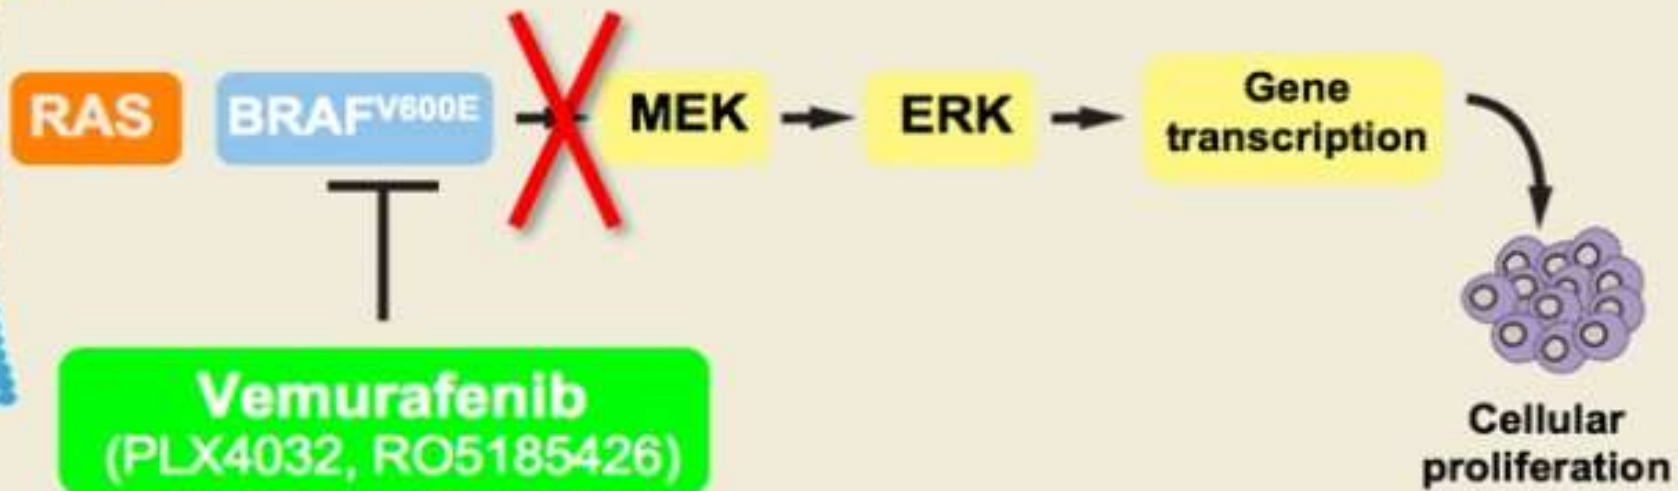 RAS
BRAFV600E
MEK
ERK
Gene
transcription
Vemurafenib
(PLX4032, RO5185426)
Cellular
proliferation